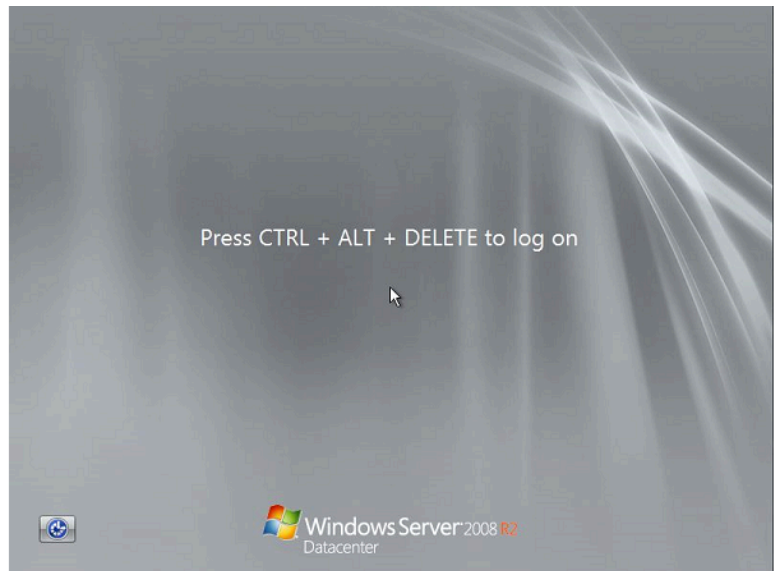 Press CTRL + ALT + DELETE to log on
Windows Server 2008 R2
Datacenter